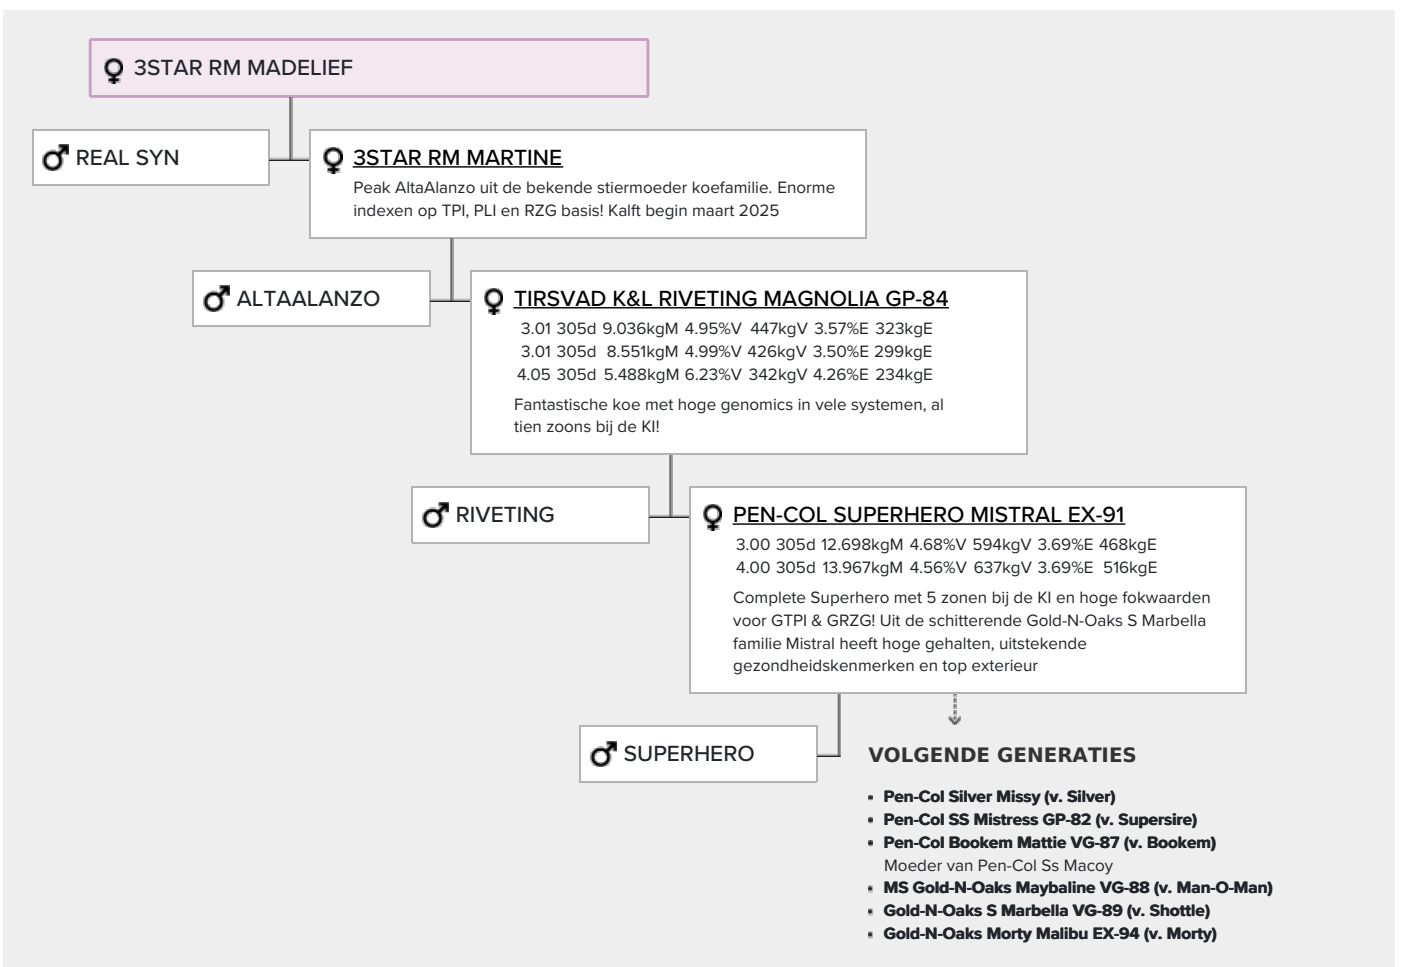 3STAR RM MADELIEF
REAL SYN
3STAR RM MARTINE
Peak AltaAlanzo uit de bekende stiermoeder koefamilie. Enorme
indexen op TPI, PLI en RZG basis! Kalft begin maart 2025
ALTAALANZO
TIRSVAD K&L RIVETING MAGNOLIA GP-84
3.01 305d 9.036kgM 4.95%V 447kgV 3.57%E 323kgE
3.01 305d 8.551kgM 4.99%V 426kgV 3.50%E 299kgE
4.05 305d 5.488kgM 6.23%V 342kgV 4.26%E 234kgE
Fantastische koe met hoge genomics in vele systemen, al
tien zoons bij de KI!
RIVETING
PEN-COL SUPERHERO MISTRAL EX-91
3.00 305d 12.698kgM 4.68%V 594kgV 3.69%E 468kgE
4.00 305d 13.967kgM 4.56%V 637kgV 3.69%E 516kgE
Complete Superhero met 5 zonen bij de KI en hoge fokwaarden
voor GTPI & GRZG! Uit de schitterende Gold-N-Oaks S Marbella
familie Mistral heeft hoge gehalten, uitstekende
gezondheidskenmerken en top exterieur
SUPERHERO
VOLGENDE GENERATIES
• Pen-Col Silver Missy (v. Silver)
• Pen-Col SS Mistress GP-82 (v. Supersire)
• Pen-Col Bookem Mattie VG-87 (v. Bookem)
Moeder van Pen-Col Ss Macoy
• MS Gold-N-Oaks Maybaline VG-88 (v. Man-O-Man)
• Gold-N-Oaks S Marbella VG-89 (v. Shottle)
• Gold-N-Oaks Morty Malibu EX-94 (v. Morty)